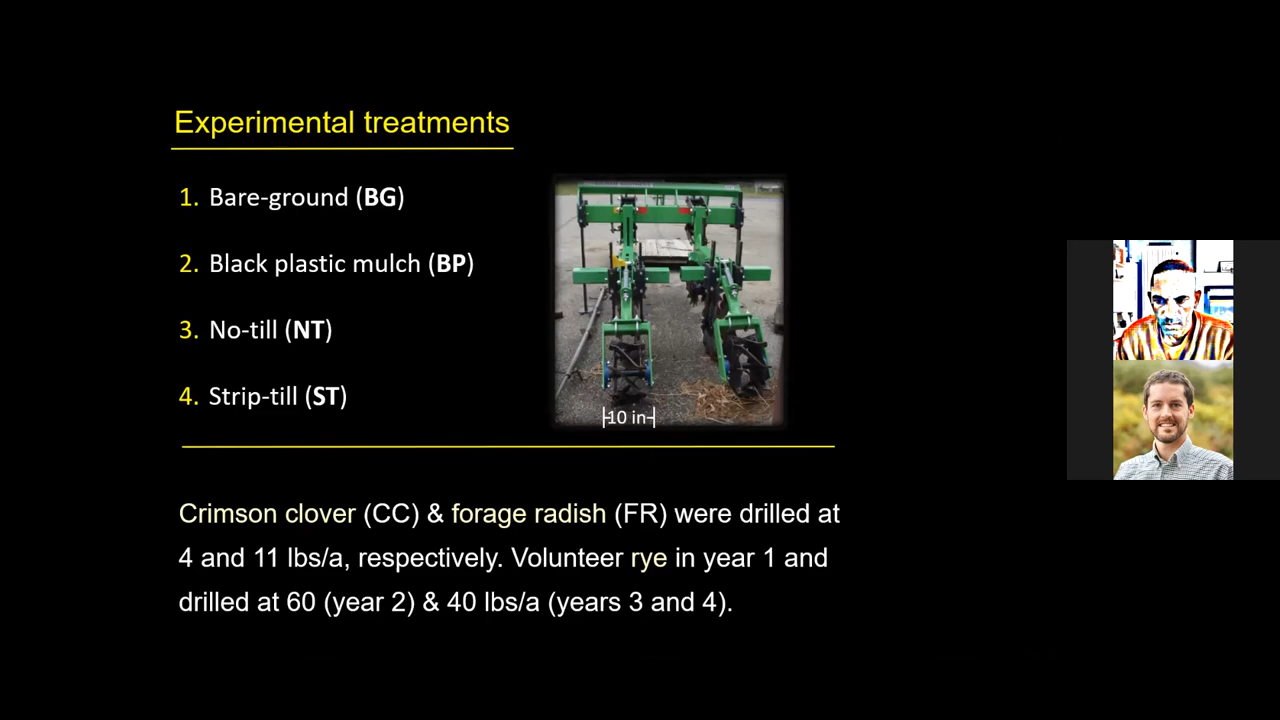 Experimental treatments
1. Bare-ground (BG)
2. Black plastic mulch (BP)
3. No-till (NT)
4. Strip-till (ST)
10 in
Crimson clover (CC) & forage radish (FR) were drilled at
4 and 11 lbs/a, respectively. Volunteer rye in year 1 and
drilled at 60 (year 2) & 40 lbs/a (years 3 and 4).